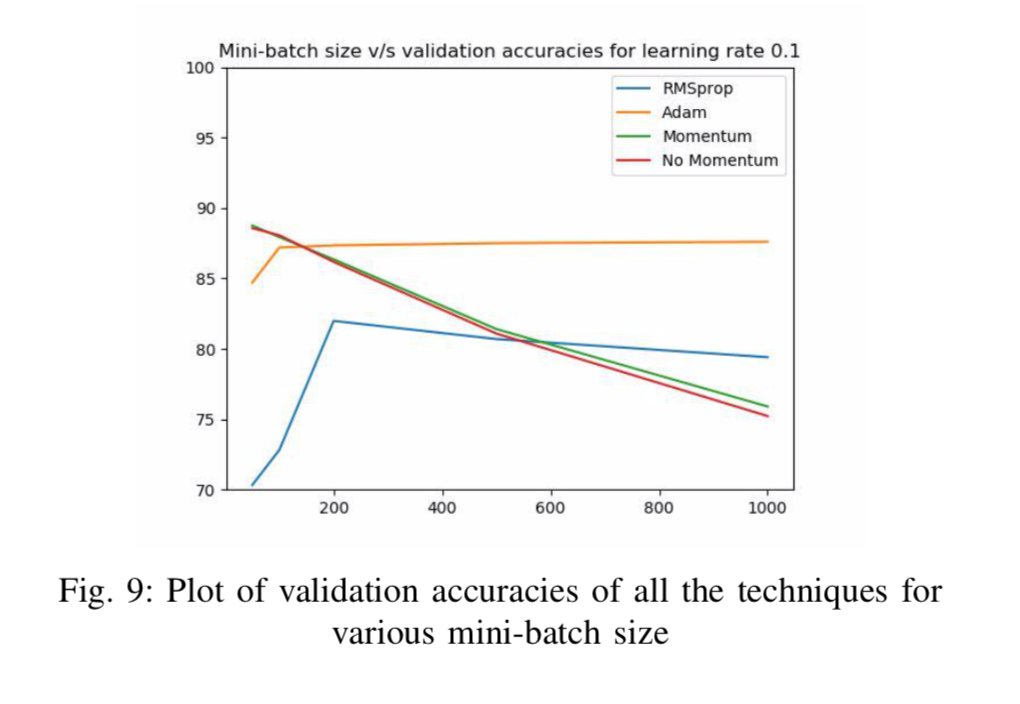 Mini-batch size v/s validation accuracies for learning rate 0.1
100
95
90
85
80
75
70
RMSprop
Adam
Momentum
No Momentum
200 400 600 800 1000
Fig. 9: Plot of validation accuracies of all the techniques for
various mini-batch size